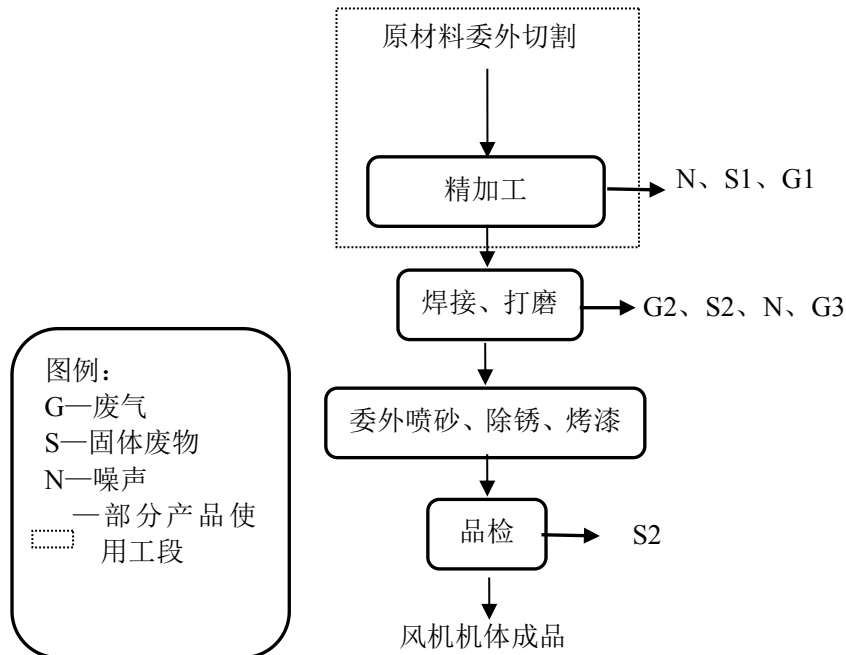 原材料委外切割
精加工
N、S1、G1
焊接、打磨
G2、S2、N、G3
委外喷砂、除锈、烤漆
品检
S2
风机机体成品
图例：
G—废气
S—固体废物
N—噪声
—部分产品使
用工段